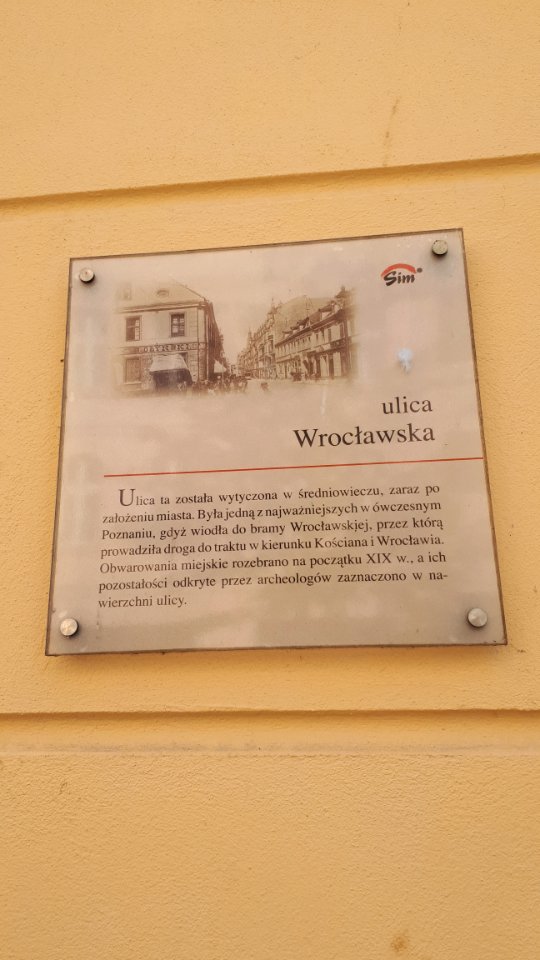 Sim
ulica
Wrocławska
Ulica ta została wytyczona w średniowieczu, zaraz po
założeniu miasta. Była jedną z najważniejszych w ówczesnym
Poznaniu, gdyż wiodła do bramy Wrocławskjej, przez którą
prowadziła droga do traktu w kierunku Kościana i Wrocławia.
Obwarowania miejskie rozebrano na początku XIX w., a ich
pozostałości odkryte przez archeologów zaznaczono w na-
wierzchni ulicy.